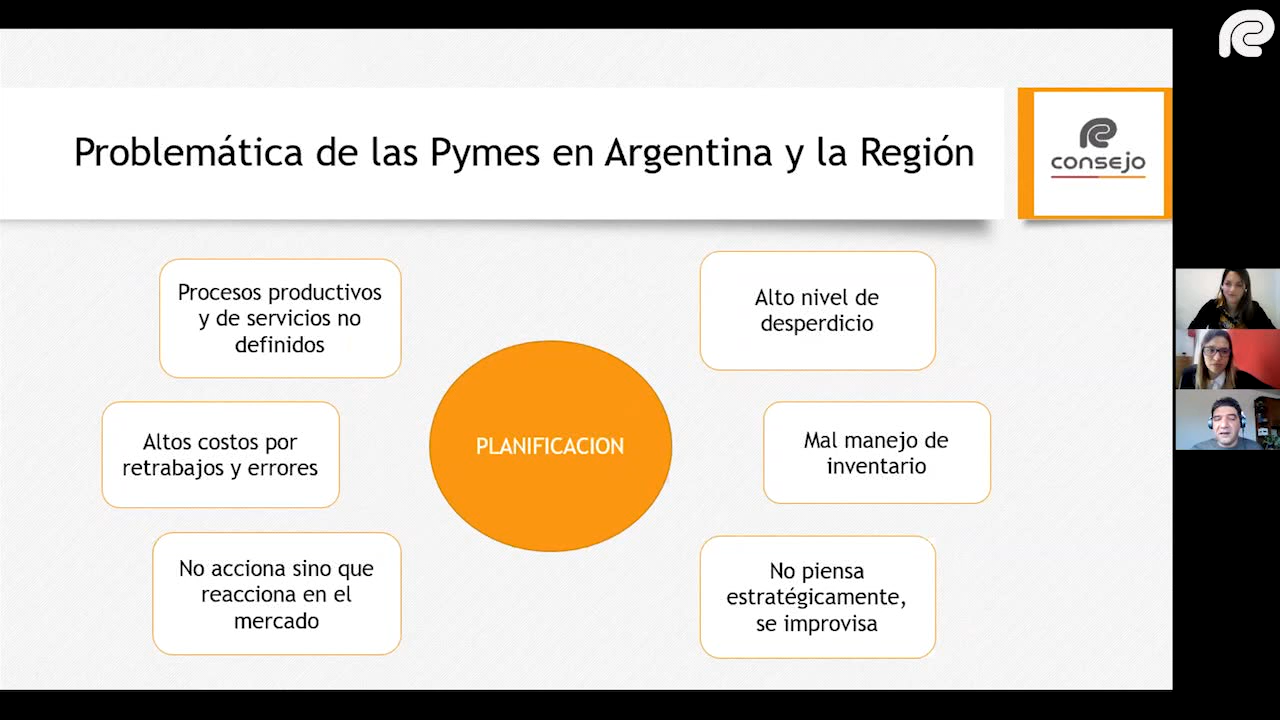 Problemática de las Pymes en Argentina y la Región
consejo
Procesos productivos
y de servicios no
definidos
Alto nivel de
desperdicio
Altos costos por
retrabajos y errores
PLANIFICACION
Mal manejo de
inventario
No acciona sino que
reacciona en el
mercado
No piensa
estratégicamente,
se improvisa